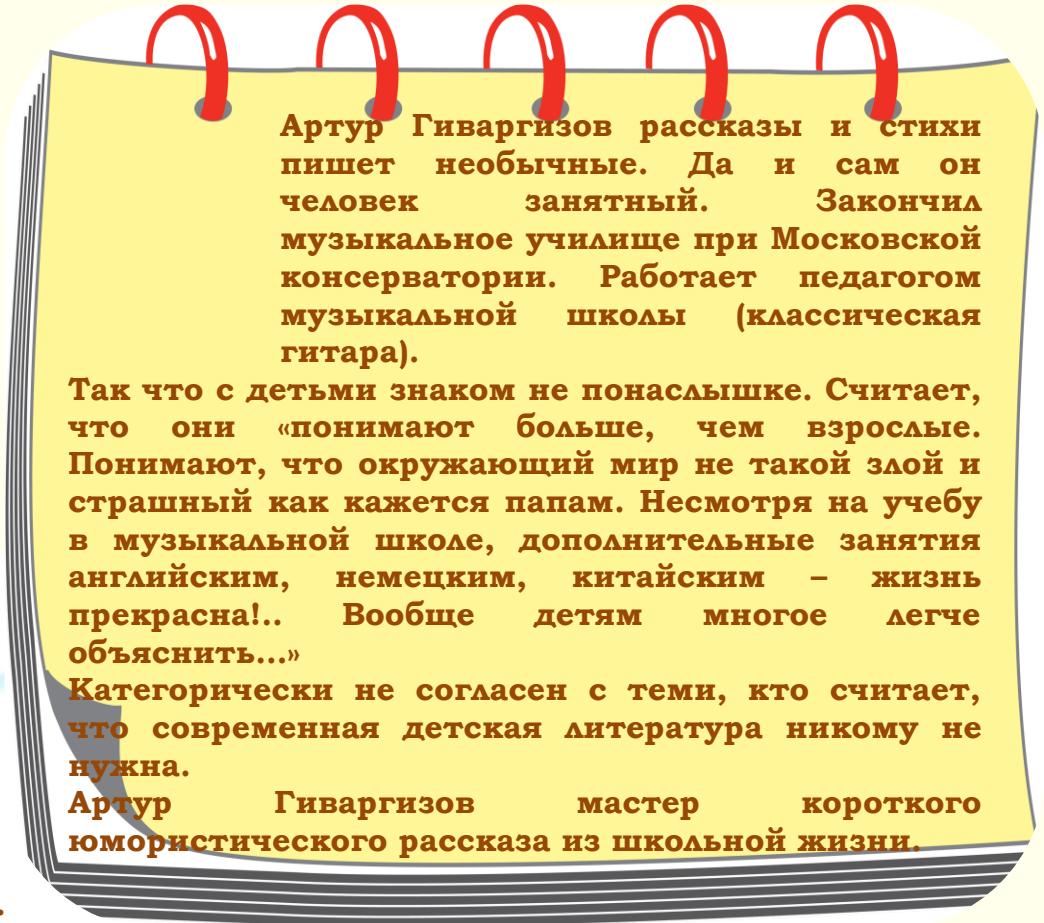 Артур Гиваргизов рассказы и стихи
пишет необычные. Да и сам он
человек занятный. Закончил
музыкальное училище при Московской
консерватории. Работает педагогом
музыкальной школы (классическая
гитара).
Так что с детьми знаком не понаслышке. Считает,
что они «понимают больше, чем взрослые.
Понимают, что окружающий мир не такой злой и
страшный как кажется папам. Несмотря на учебу
в музыкальной школе, дополнительные занятия
английским, немецким, китайским – жизнь
прекрасна!.. Вообще детям многое легче
объяснить...»
Категорически не согласен с теми, кто считает,
что современная детская литература никому не
нужна.
Артур Гиваргизов мастер короткого
юмористического рассказа из школьной жизни.